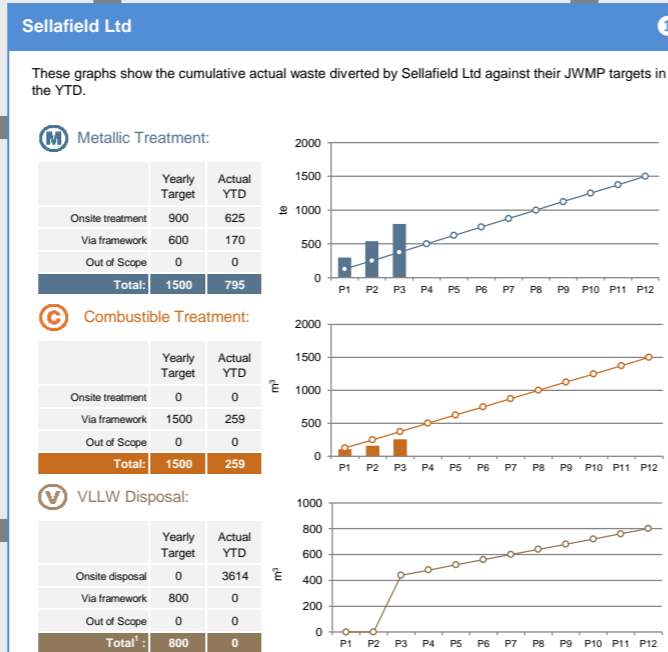 Sellafield Ltd
1
These graphs show the cumulative actual waste diverted by Sellafield Ltd against their JWMP targets in
the YTD.
M Metallic Treatment:
Yearly Target Actual YTD
Onsite treatment 900 625
Via framework 600 170
Out of Scope 0 0
Total: 1500 795
2000
1500
1000
500
0
te
P1 P2 P3 P4 P5 P6 P7 P8 P9 P10 P11 P12
C Combustible Treatment:
Yearly Target Actual YTD
Onsite treatment 0 0
Via framework 1500 259
Out of Scope 0 0
Total: 1500 259
2000
1500
1000
500
0
m³
P1 P2 P3 P4 P5 P6 P7 P8 P9 P10 P11 P12
V VLLW Disposal:
Yearly Target Actual YTD
Onsite disposal 0 3614
Via framework 800 0
Out of Scope 0 0
Total¹ : 800 0
1000
800
600
400
200
0
m³
P1 P2 P3 P4 P5 P6 P7 P8 P9 P10 P11 P12